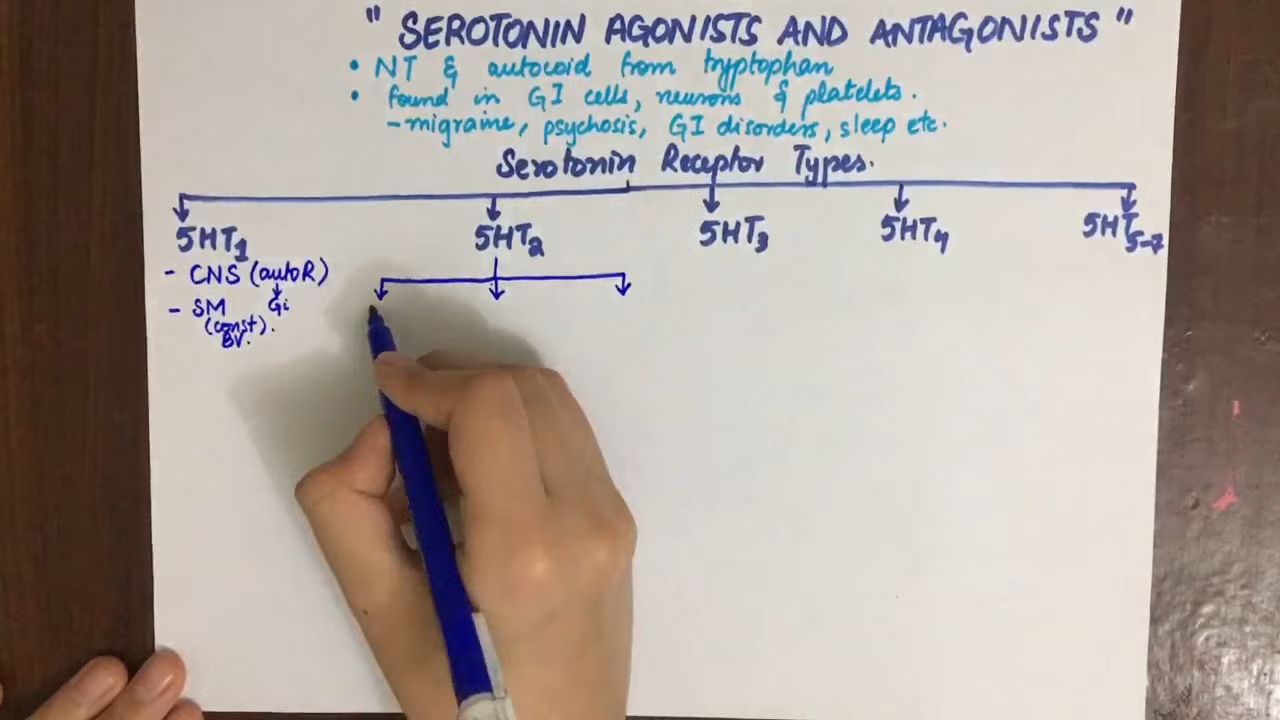 " SEROTONIN AGONISTS AND ANTAGONISTS "
• NT & autocoid from tryptophan
• found in GI cells, neurons & platelets.
- migraine, psychosis, GI disorders, sleep etc.
Serotonin Receptor Types.
5HT1 5HT2 5HT3 5HT4 5HT5-7
- CNS (autoR)
- SM Gi
(const).
BV.